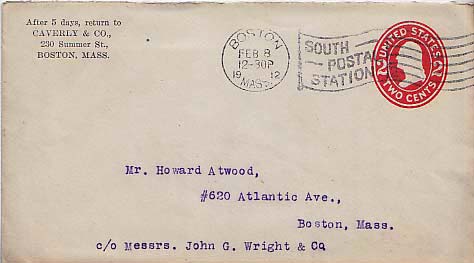 After 5 days, return to
CAVERLY & CO.,
230 Summer St.,
BOSTON, MASS.
BOSTON
FEB 8
12-30P
19 12
MASS.
SOUTH
POSTAL
STATION
UNITED STATES
2 2
TWO CENTS
Mr. Howard Atwood,
#620 Atlantic Ave.,
Boston, Mass.
c/o Messrs. John G. Wright & Co